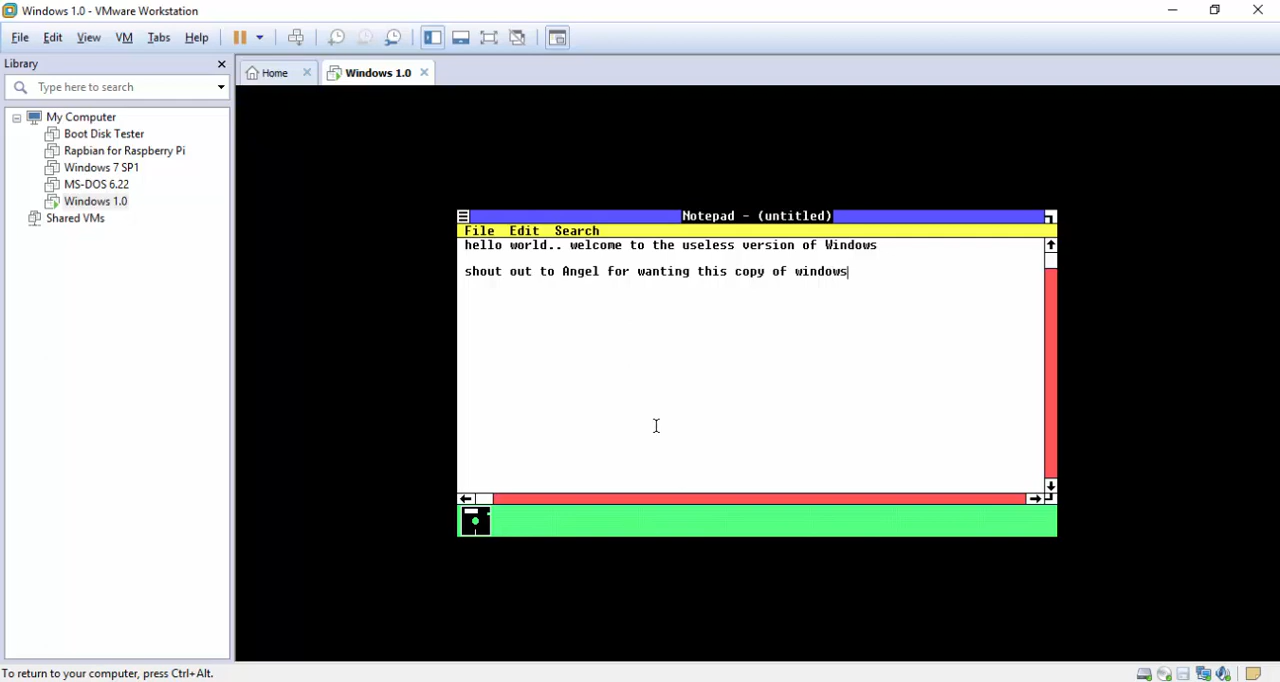 Windows 1.0 - VMware Workstation
File Edit View VM Tabs Help
Library
Type here to search
My Computer
Boot Disk Tester
Rapbian for Raspberry Pi
Windows 7 SP1
MS-DOS 6.22
Windows 1.0
Shared VMs
Home
Windows 1.0
Notepad - (untitled)
File Edit Search
hello world.. welcome to the useless version of Windows
shout out to Angel for wanting this copy of windows
To return to your computer, press Ctrl+Alt.